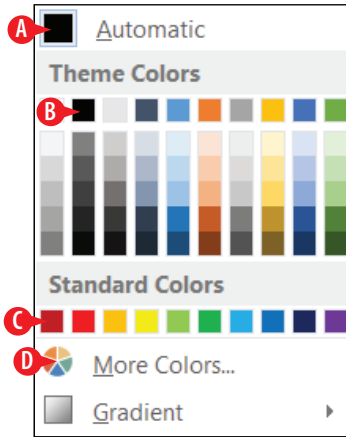 A Automatic
Theme Colors
B
Standard Colors
C
D More Colors...
Gradient